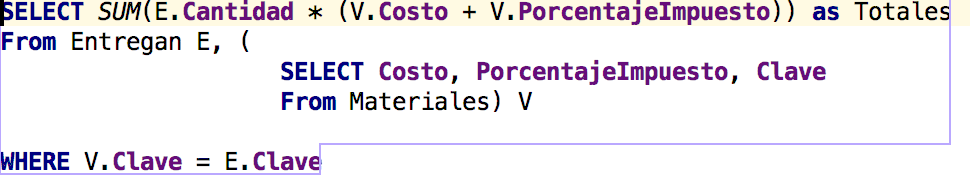 SELECT SUM(E.Cantidad * (V.Costo + V.PorcentajeImpuesto)) as Totales
From Entregan E, (
SELECT Costo, PorcentajeImpuesto, Clave
From Materiales) V
WHERE V.Clave = E.Clave